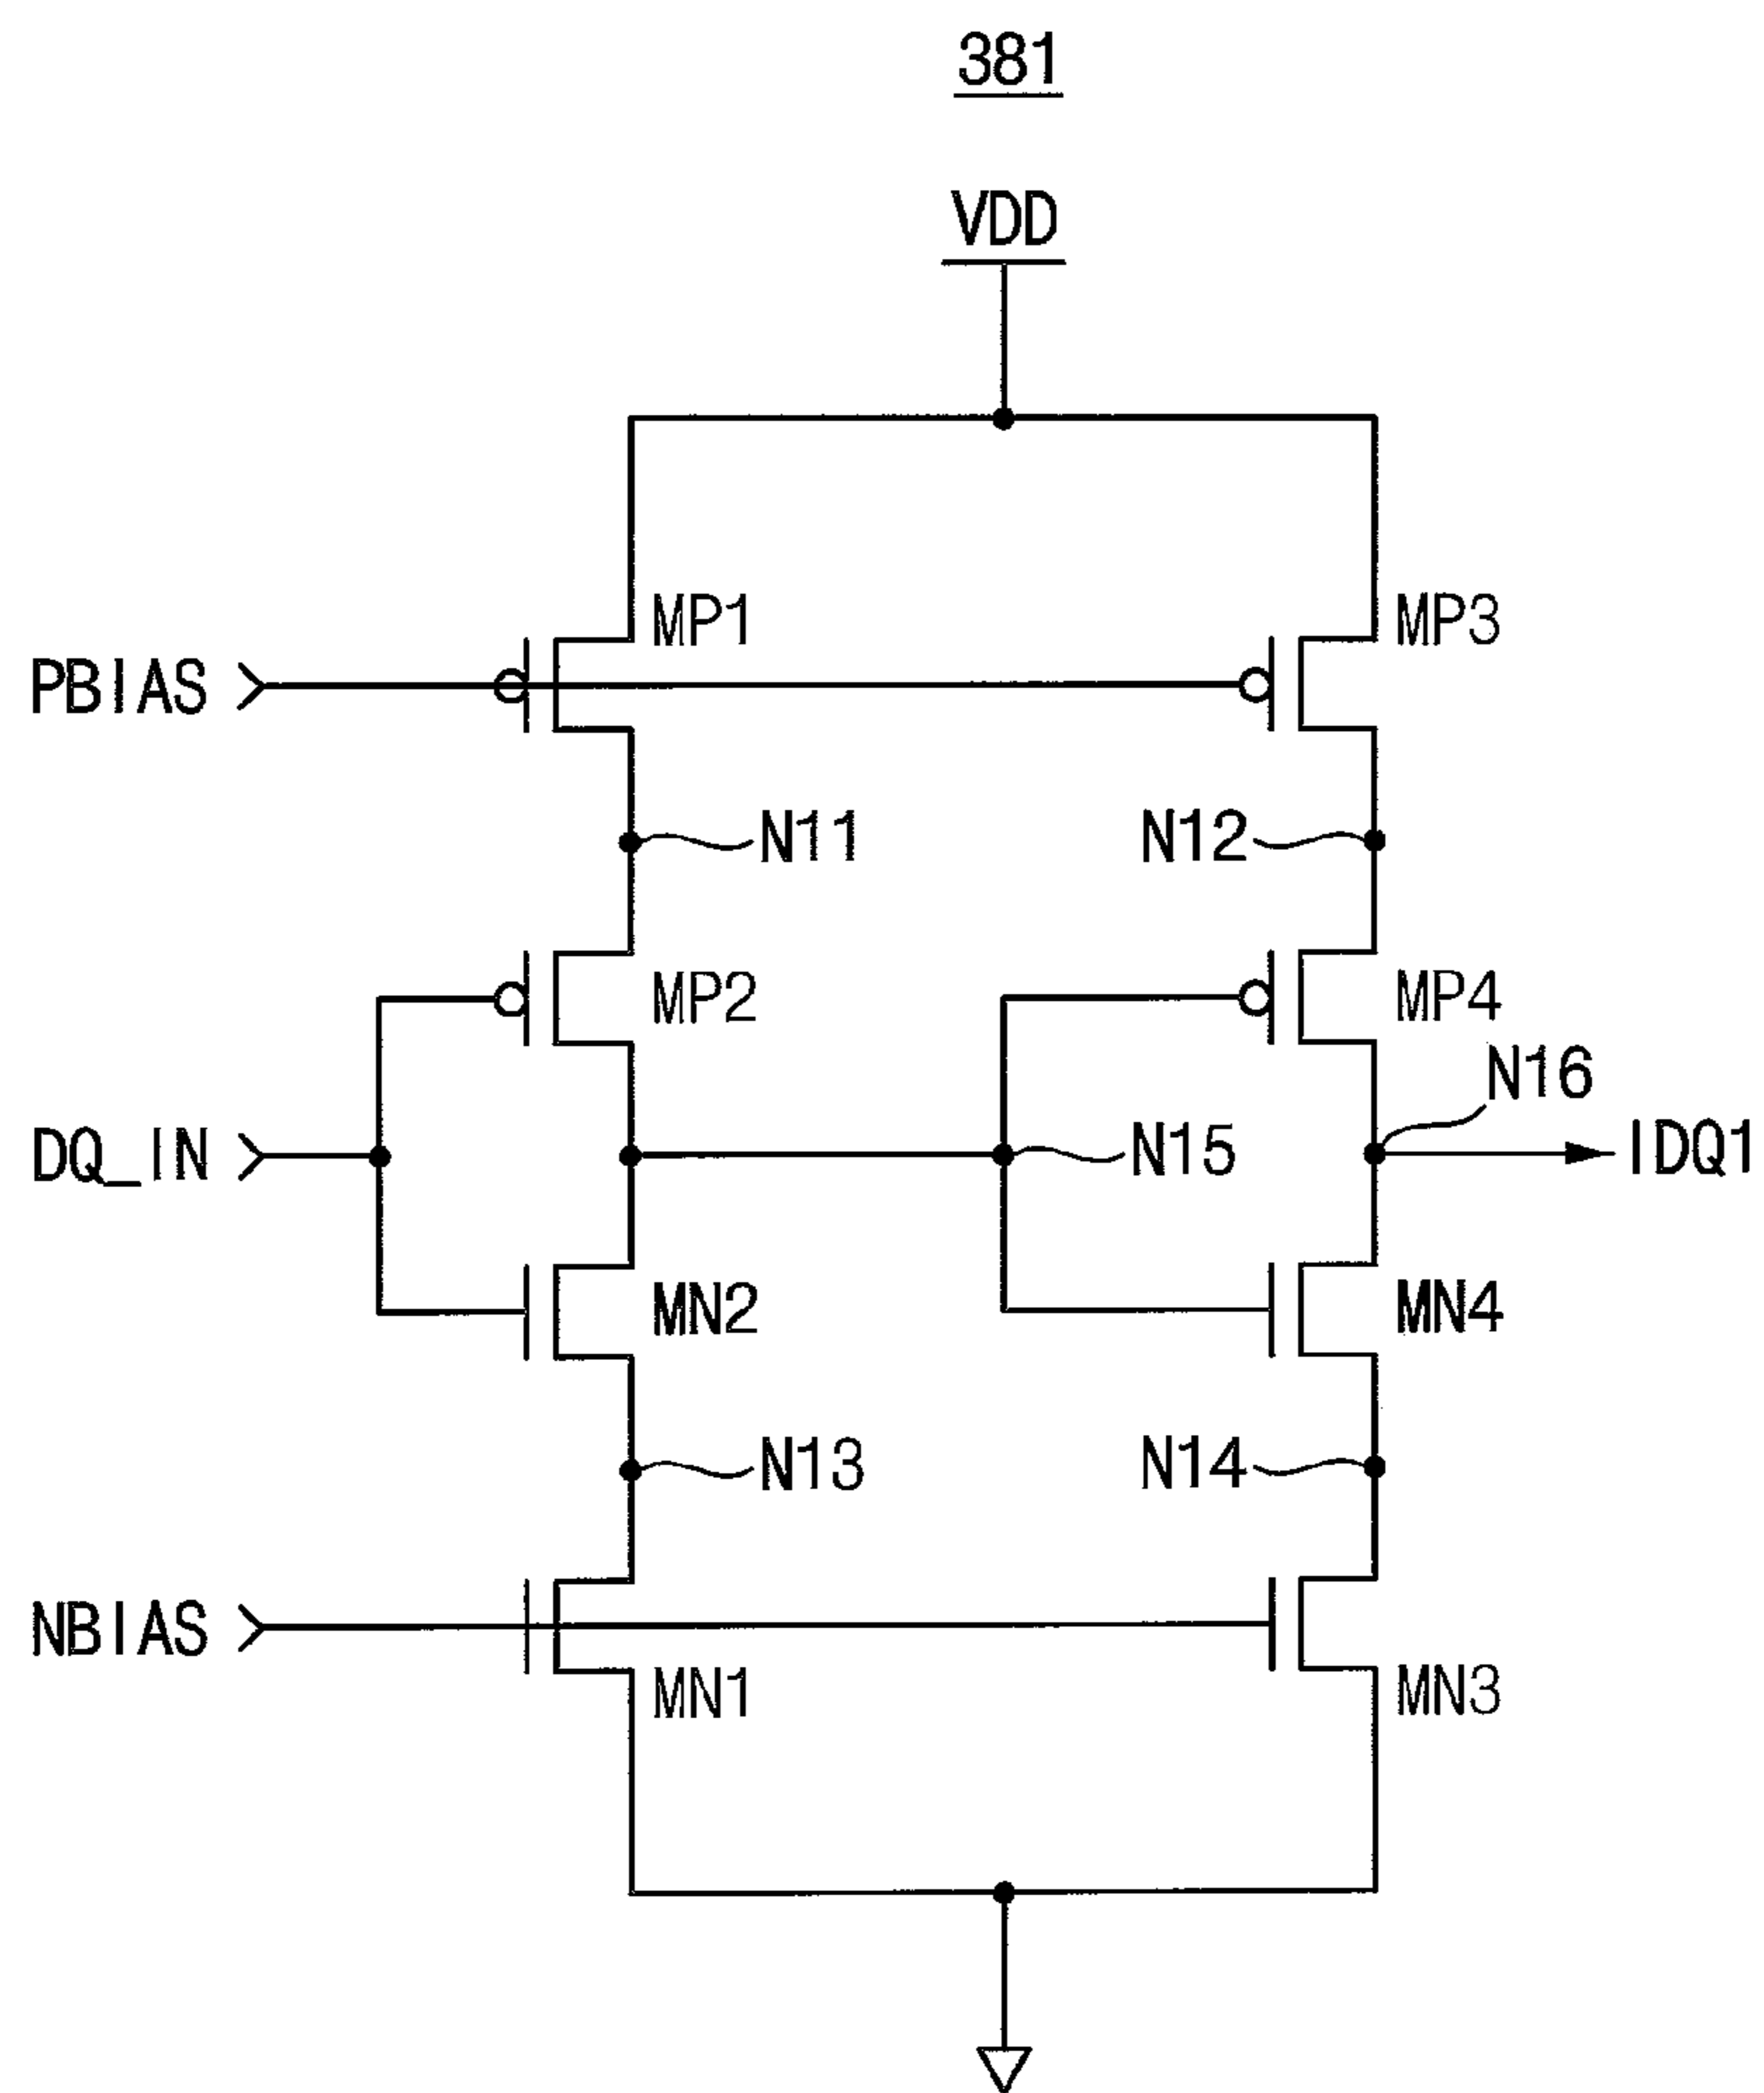 381
VDD
MP1
MP3
PBIAS
N11
N12
MP2
MP4
N16
DQ_IN
N15
IDQ1
MN2
MN4
N13
N14
NBIAS
MN1
MN3